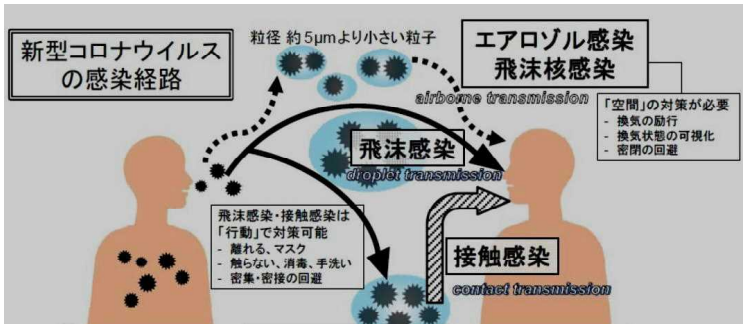 新型コロナウイルス
の感染経路
粒径 約5μmより小さい粒子
エアロゾル感染
飛沫核感染
airborne transmission
「空間」の対策が必要
- 換気の励行
- 換気状態の可視化
- 密閉の回避
飛沫感染
droplet transmission
飛沫感染・接触感染は
「行動」で対策可能
- 離れる、マスク
- 触らない、消毒、手洗い
- 密集・密接の回避
接触感染
contact transmission